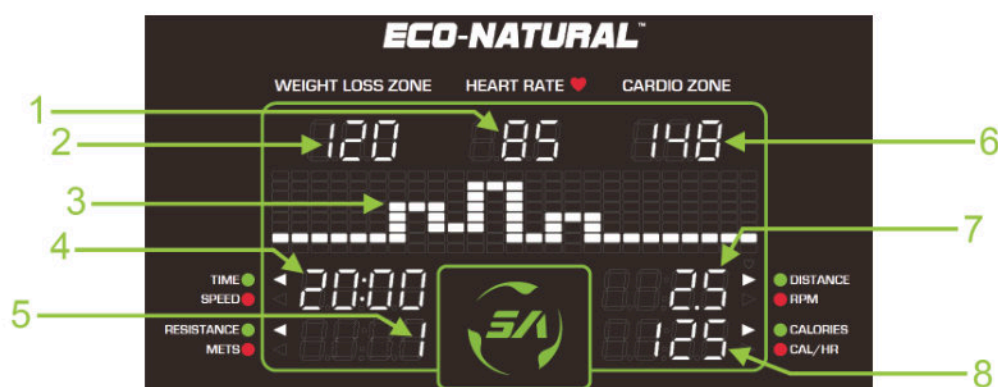 ECO-NATURAL™
WEIGHT LOSS ZONE HEART RATE CARDIO ZONE
1
2 120 85 148 6
3
7
4
TIME 20:00 2.5 DISTANCE
SPEED RPM
5
RESISTANCE 1 SA 125 CALORIES
METS CAL/HR
8